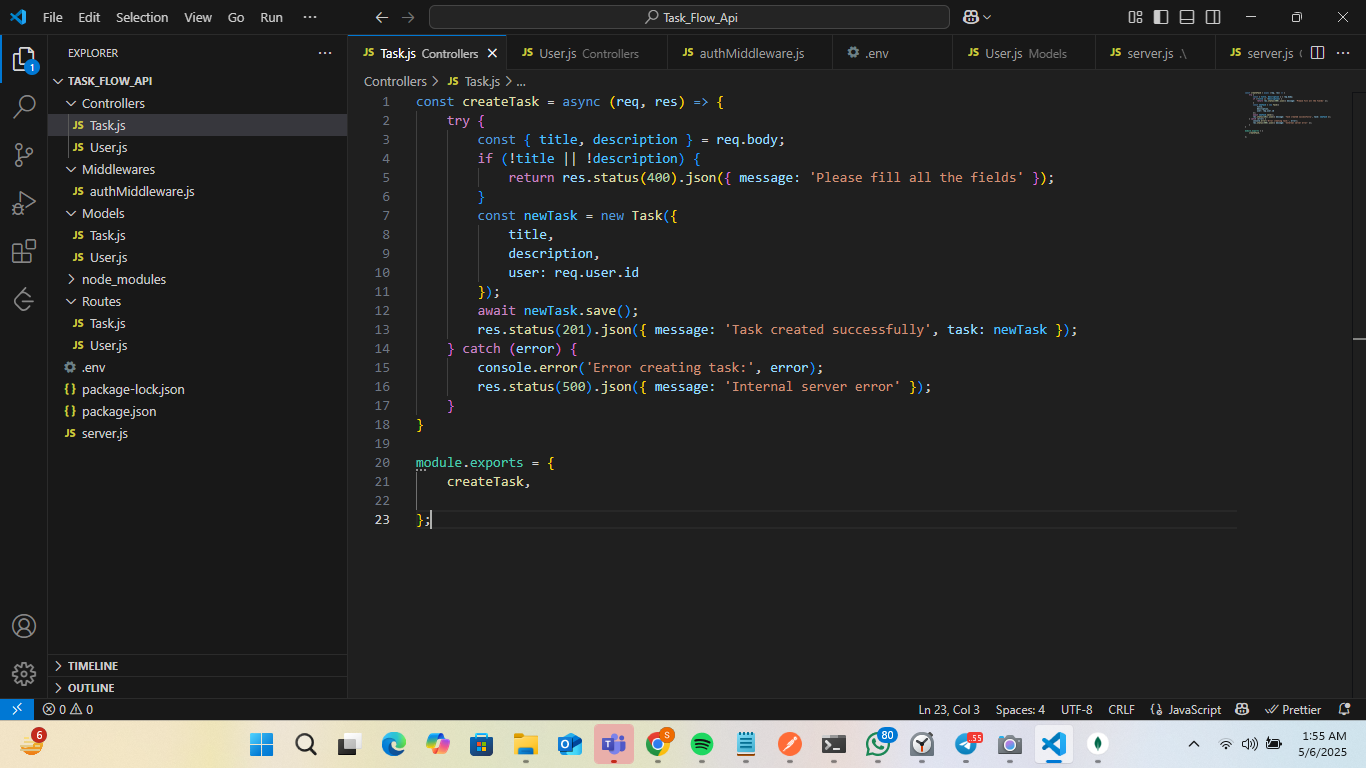 File Edit Selection View Go Run ···
Task_Flow_Api
EXPLORER ···
TASK_FLOW_API
Controllers
JS Task.js
JS User.js
Middlewares
JS authMiddleware.js
Models
JS Task.js
JS User.js
node_modules
Routes
JS Task.js
JS User.js
.env
{} package-lock.json
{} package.json
JS server.js
TIMELINE
OUTLINE
1
JS Task.js Controllers
JS User.js Controllers
JS authMiddleware.js
.env
JS User.js Models
JS server.js .\
JS server.js
Controllers > JS Task.js > ...
1 const createTask = async (req, res) => {
2     try {
3         const { title, description } = req.body;
4         if (!title || !description) {
5             return res.status(400).json({ message: 'Please fill all the fields' });
6         }
7         const newTask = new Task({
8             title,
9             description,
10             user: req.user.id
11         });
12         await newTask.save();
13         res.status(201).json({ message: 'Task created successfully', task: newTask });
14     } catch (error) {
15         console.error('Error creating task:', error);
16         res.status(500).json({ message: 'Internal server error' });
17     }
18 }
19
20 module.exports = {
21     createTask,
22
23 };
0 0
Ln 23, Col 3 Spaces: 4 UTF-8 CRLF {} JavaScript Prettier
6
S
80
55
1:55 AM
5/6/2025